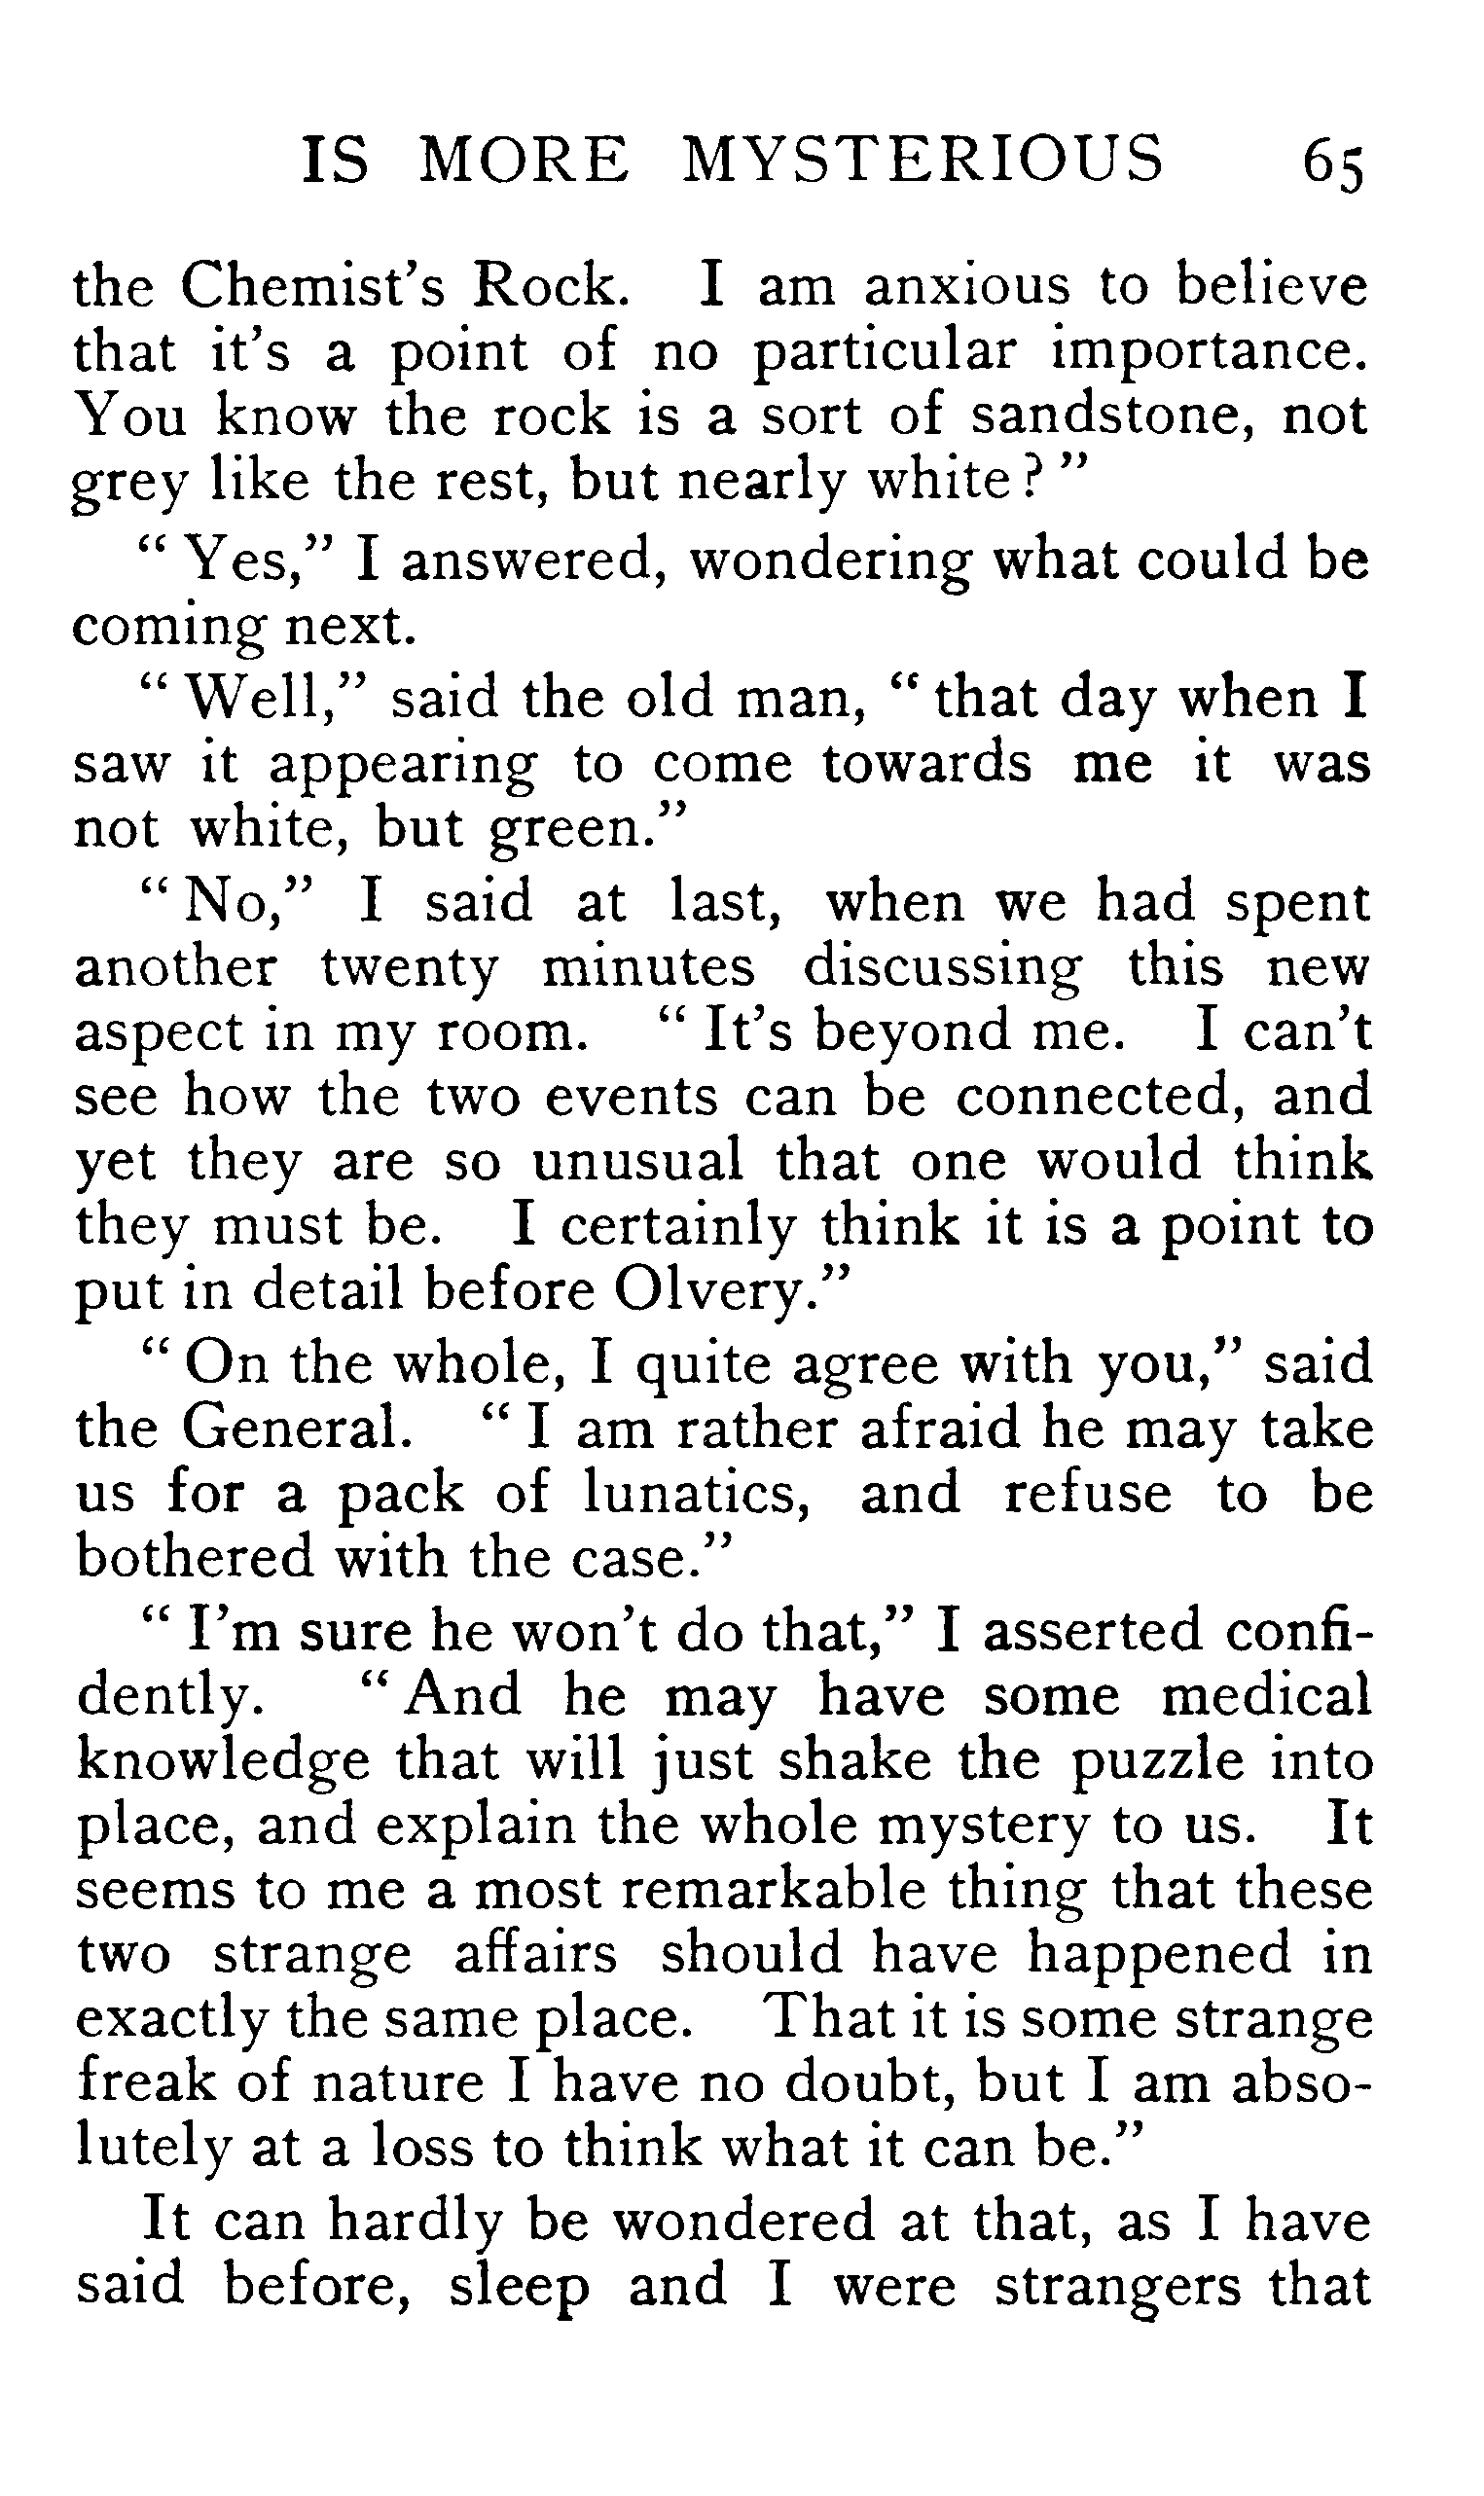 IS MORE MYSTERIOUS 65
the Chemist's Rock. I am anxious to believe
that it's a point of no particular importance.
You know the rock is a sort of sandstone, not
grey like the rest, but nearly white?"
"Yes," I answered, wondering what could be
coming next.
"Well," said the old man, "that day when I
saw it appearing to come towards me it was
not white, but green."
"No," I said at last, when we had spent
another twenty minutes discussing this new
aspect in my room. "It's beyond me. I can't
see how the two events can be connected, and
yet they are so unusual that one would think
they must be. I certainly think it is a point to
put in detail before Olvery."
"On the whole, I quite agree with you," said
the General. "I am rather afraid he may take
us for a pack of lunatics, and refuse to be
bothered with the case."
"I'm sure he won't do that," I asserted confi-
dently. "And he may have some medical
knowledge that will just shake the puzzle into
place, and explain the whole mystery to us. It
seems to me a most remarkable thing that these
two strange affairs should have happened in
exactly the same place. That it is some strange
freak of nature I have no doubt, but I am abso-
lutely at a loss to think what it can be."
It can hardly be wondered at that, as I have
said before, sleep and I were strangers that